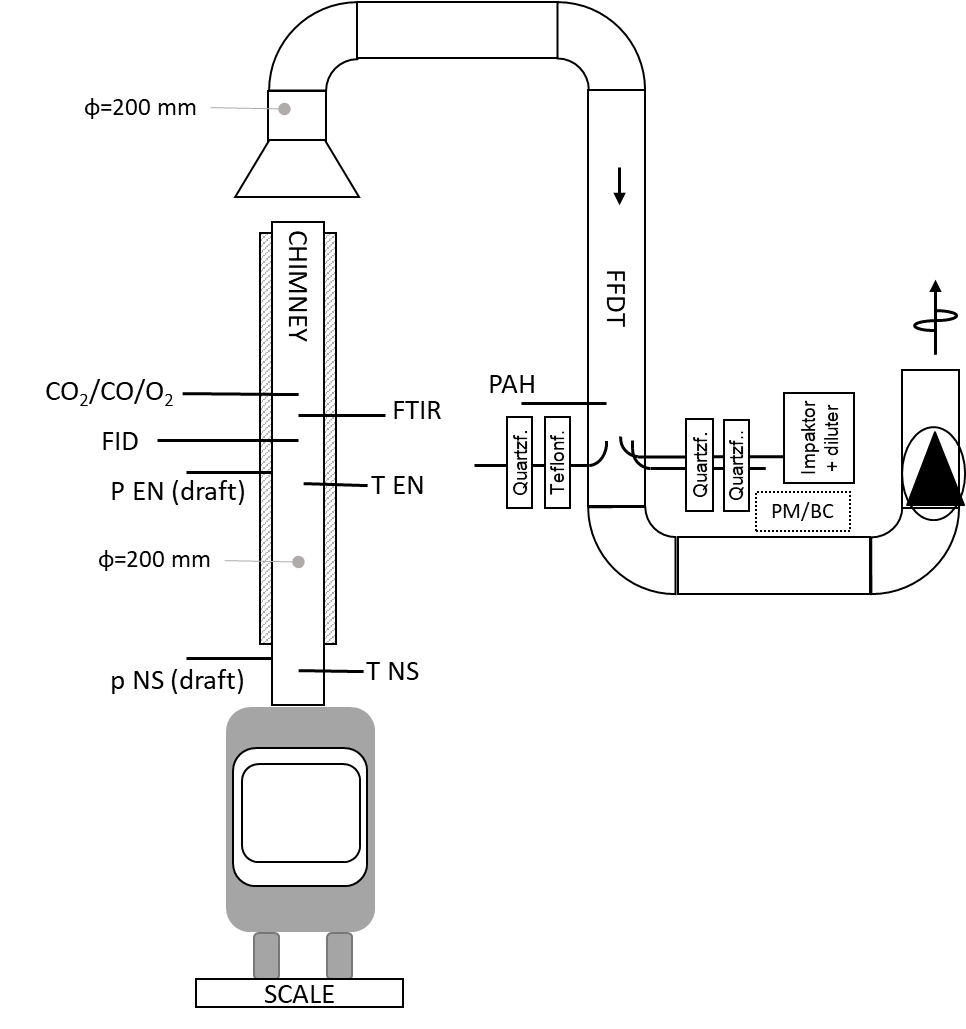 ϕ=200 mm
CHIMNEY
FFDT
CO₂/CO/O₂
PAH
FTIR
FID
Quartzf.
Teflonf.
Quartzf.
Quartzf..
Impaktor
+ diluter
P EN (draft)
T EN
PM/BC
ϕ=200 mm
p NS (draft)
T NS
SCALE